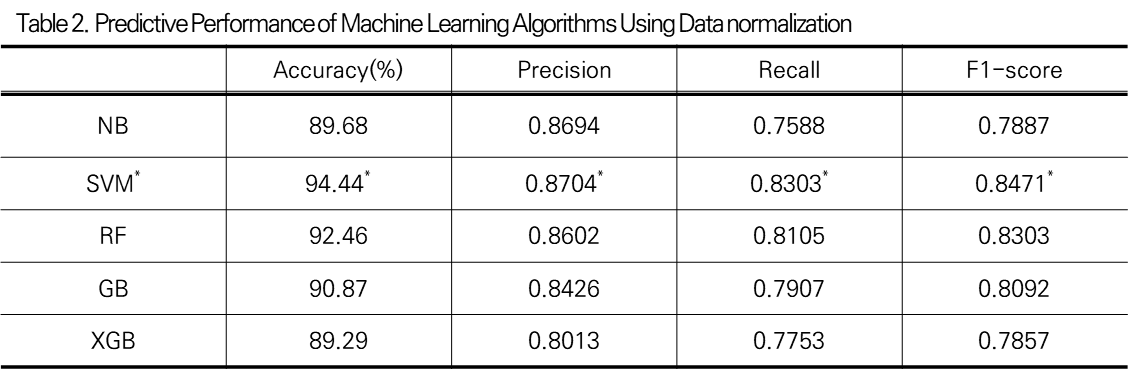 Table 2. Predictive Performance of Machine Learning Algorithms Using Data normalization
Accuracy(%) Precision Recall F1-score
NB 89.68 0.8694 0.7588 0.7887
SVM* 94.44* 0.8704* 0.8303* 0.8471*
RF 92.46 0.8602 0.8105 0.8303
GB 90.87 0.8426 0.7907 0.8092
XGB 89.29 0.8013 0.7753 0.7857